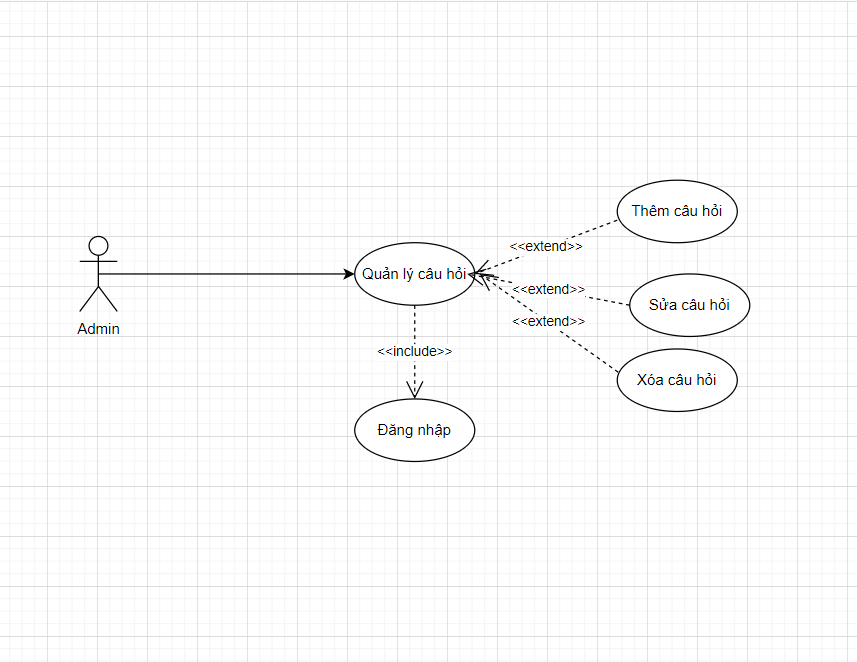 Thêm câu hỏi
<<extend>>
Quản lý câu hỏi
<<extend>>
Sửa câu hỏi
<<extend>>
Admin
<<include>>
Xóa câu hỏi
Đăng nhập